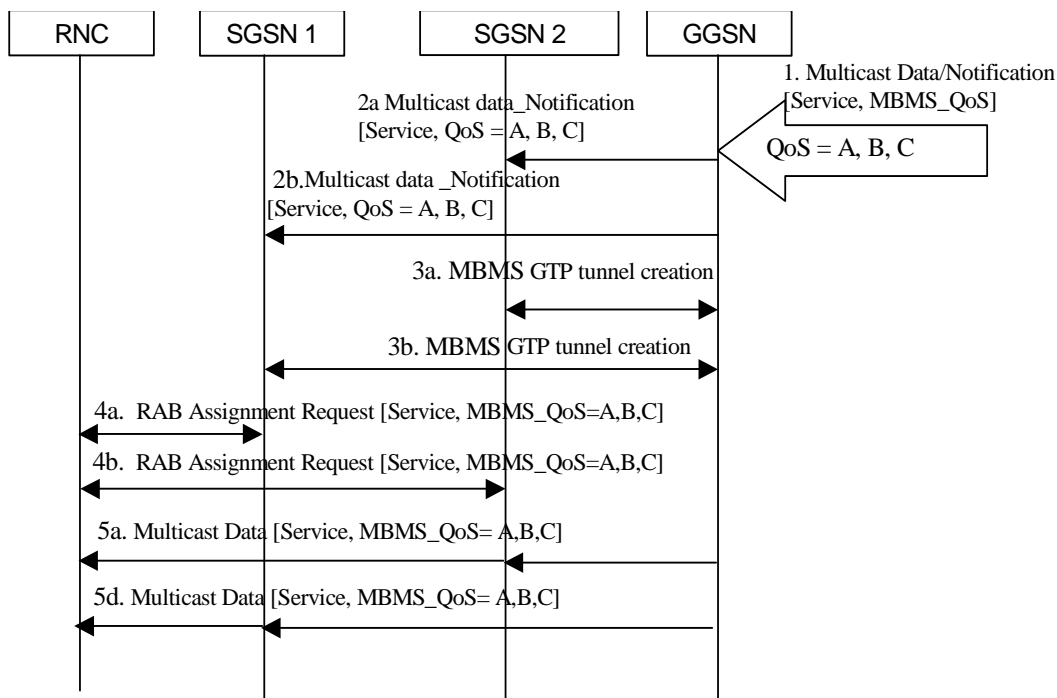 RNC
SGSN 1
SGSN 2
GGSN
1. Multicast Data/Notification
[Service, MBMS_QoS]
QoS = A, B, C
2a Multicast data_Notification
[Service, QoS = A, B, C]
2b.Multicast data _Notification
[Service, QoS = A, B, C]
3a. MBMS GTP tunnel creation
3b. MBMS GTP tunnel creation
4a. RAB Assignment Request [Service, MBMS_QoS=A,B,C]
4b. RAB Assignment Request [Service, MBMS_QoS=A,B,C]
5a. Multicast Data [Service, MBMS_QoS= A,B,C]
5d. Multicast Data [Service, MBMS_QoS= A,B,C]